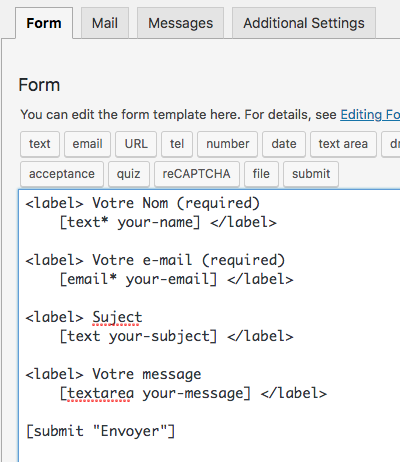 Form Mail Messages Additional Settings
Form
You can edit the form template here. For details, see Editing Fo
text email URL tel number date text area
acceptance quiz reCAPTCHA file submit
<label> Votre Nom (required)
[text* your-name] </label>
<label> Votre e-mail (required)
[email* your-email] </label>
<label> Suject
[text your-subject] </label>
<label> Votre message
[textarea your-message] </label>
[submit "Envoyer"]